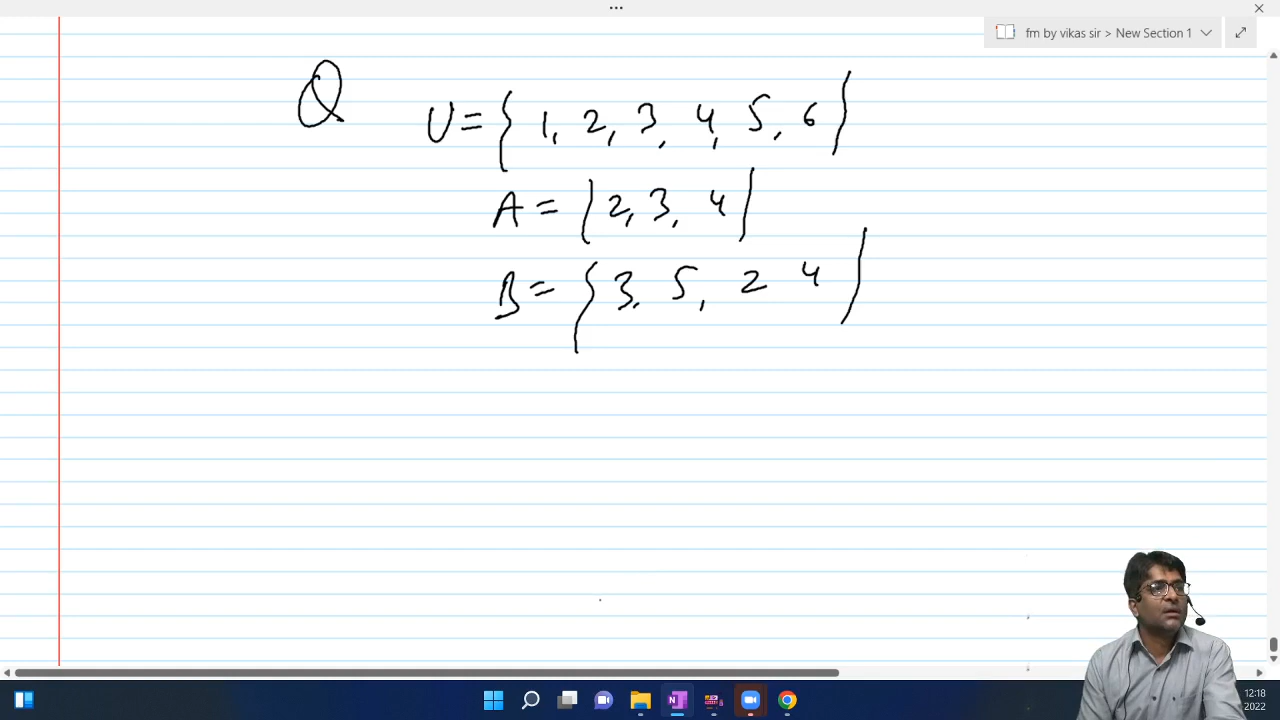 fm by vikas sir > New Section 1
Q U = { 1, 2, 3, 4, 5, 6 }
A = { 2, 3, 4 }
B = { 3, 5, 2 4 }
12:18
2022